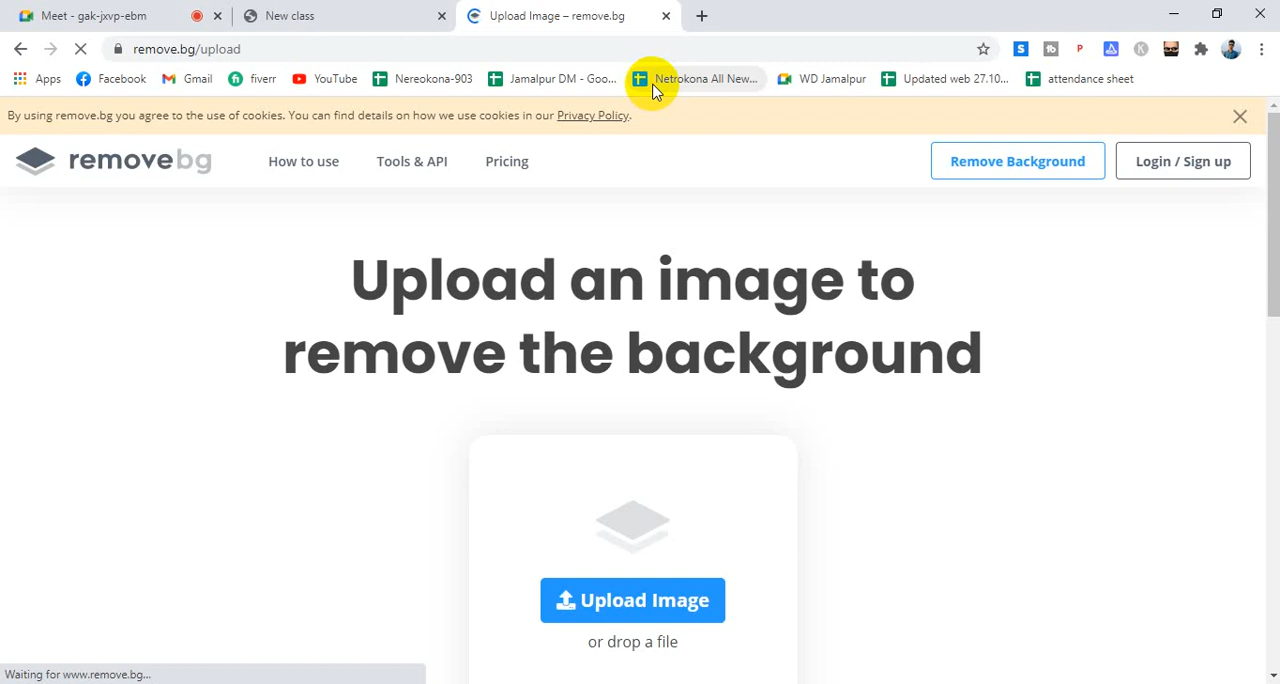 Meet - gak-jxvp-ebm
New class
Upload Image – remove.bg
remove.bg/upload
Apps Facebook Gmail fiverr YouTube Nereokona-903 Jamalpur DM - Goo... Netrokona All New... WD Jamalpur Updated web 27.10... attendance sheet
By using remove.bg you agree to the use of cookies. You can find details on how we use cookies in our Privacy Policy.
removebg How to use Tools & API Pricing Remove Background Login / Sign up
Upload an image to
remove the background
Upload Image
or drop a file
Waiting for www.remove.bg...